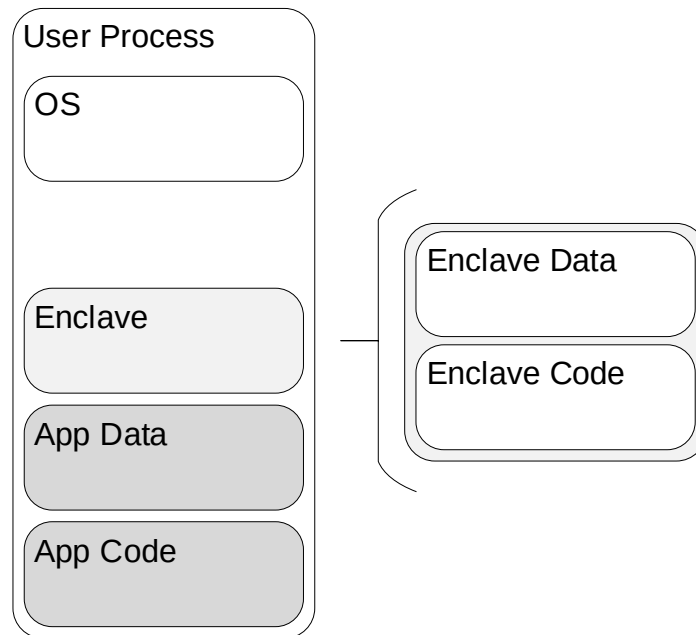 User Process
OS
Enclave
App Data
App Code
Enclave Data
Enclave Code